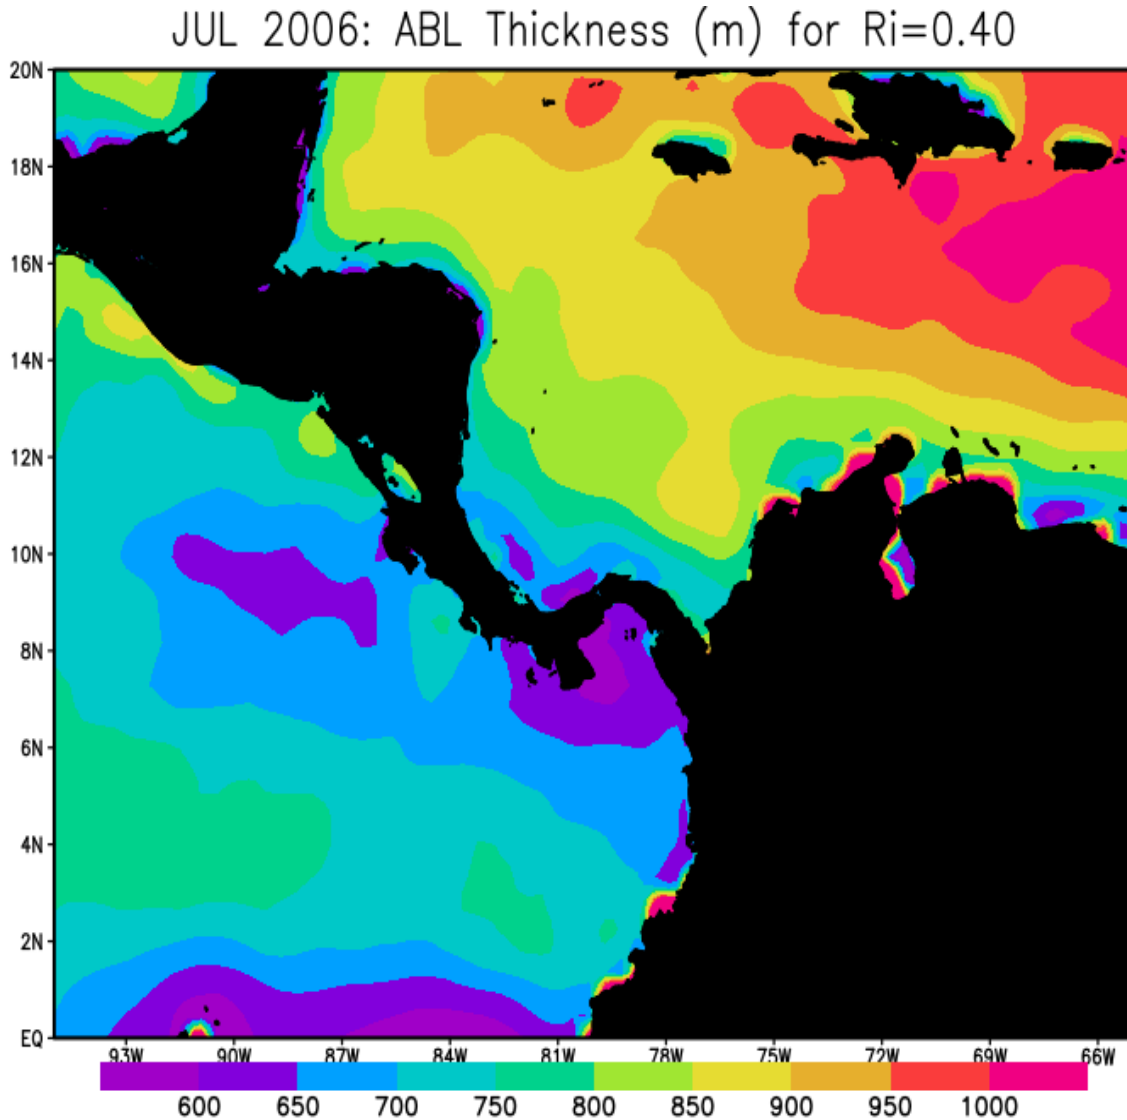 JUL 2006: ABL Thickness (m) for Ri=0.40
20N
18N
16N
14N
12N
10N
8N
6N
4N
2N
EQ
93W 90W 87W 84W 81W 78W 75W 72W 69W 66W
600 650 700 750 800 850 900 950 1000